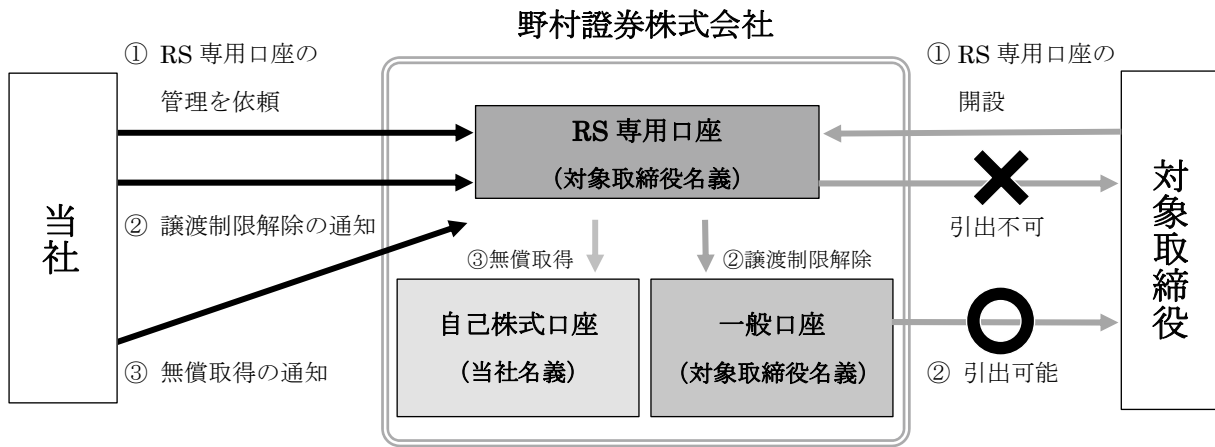 野村證券株式会社
① RS 専用口座の
管理を依頼
① RS 専用口座の
開設
当社
RS 専用口座
(対象取締役名義)
対象取締役
② 譲渡制限解除の通知
引出不可
③無償取得
②譲渡制限解除
自己株式口座
(当社名義)
一般口座
(対象取締役名義)
③ 無償取得の通知
② 引出可能